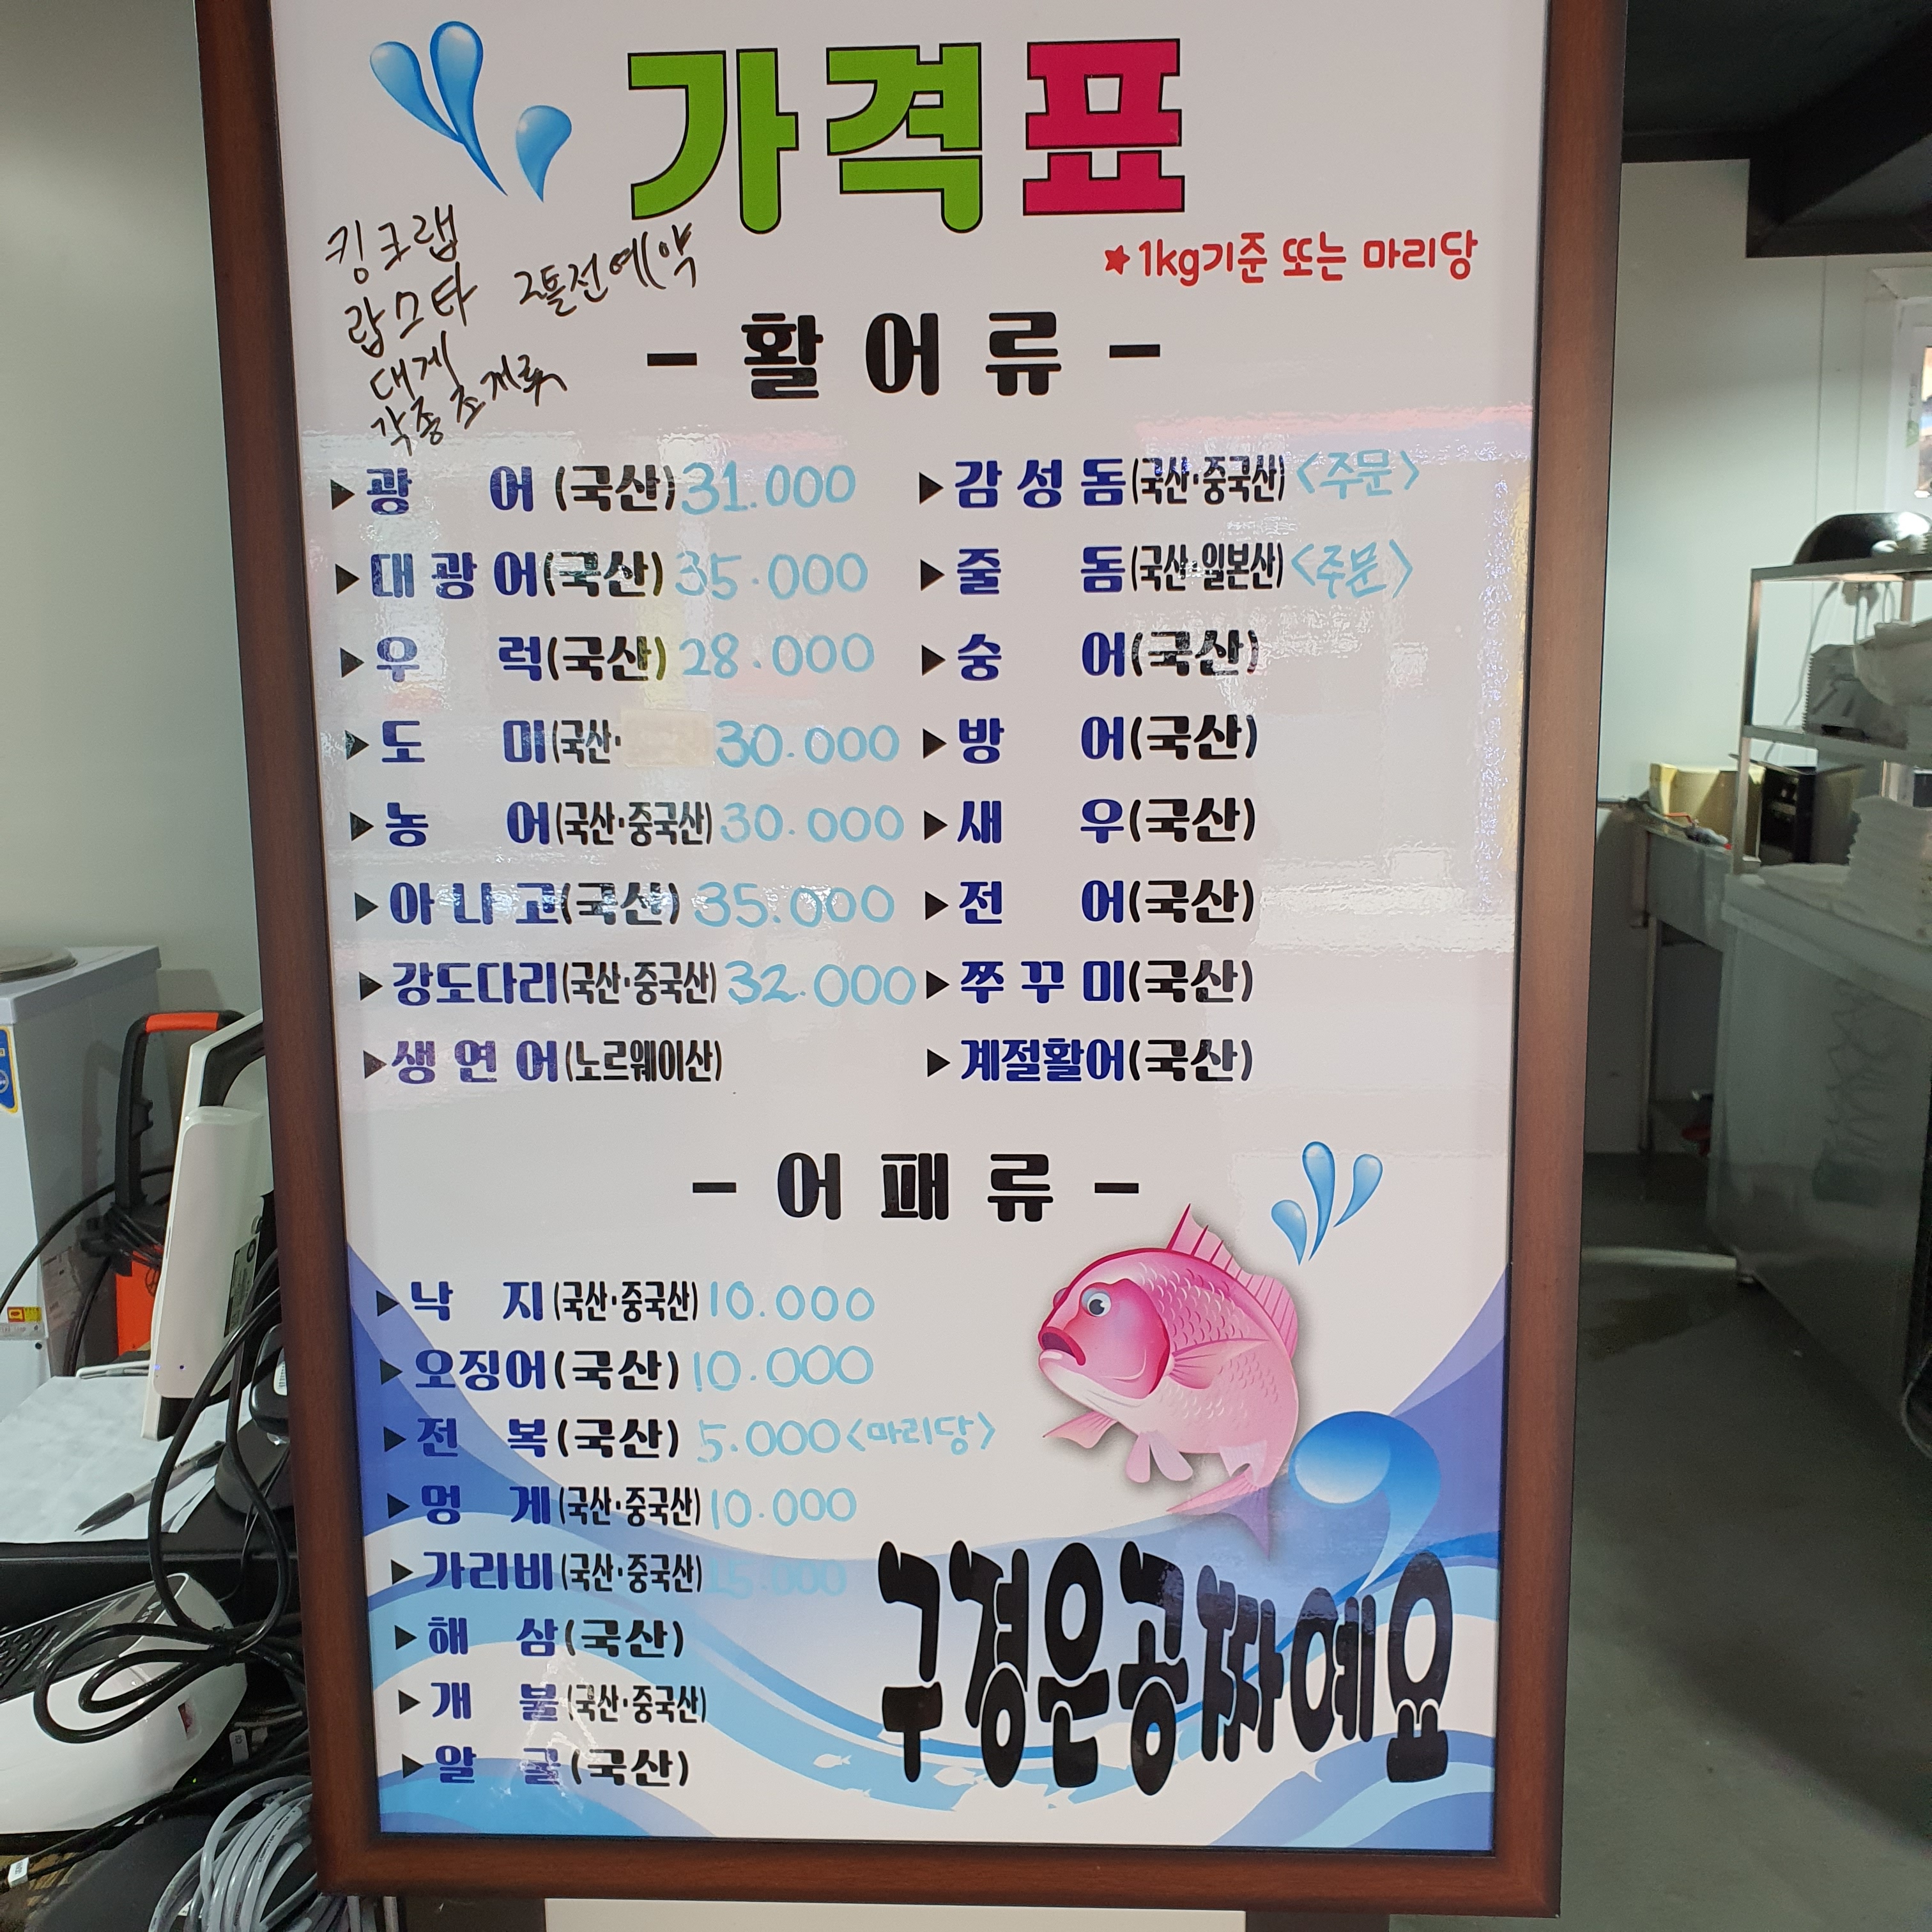 가격표
★1kg기준 또는 마리당
킹크랩
랍스타
대게
각종 조개류
2틀전예약
- 활어류 -
▶광어(국산) 31.000
▶대광어(국산) 35.000
▶우럭(국산) 28.000
▶도미(국산· 30.000
▶농어(국산·중국산) 30.000
▶아나고(국산) 35.000
▶강도다리(국산·중국산) 32.000
▶생연어(노르웨이산)
▶감성돔(국산·중국산) <주문>
▶줄돔(국산·일본산) <주문>
▶숭어(국산)
▶방어(국산)
▶새우(국산)
▶전어(국산)
▶쭈꾸미(국산)
▶계절활어(국산)
- 어패류 -
▶낙지(국산·중국산) 10.000
▶오징어(국산) 10.000
▶전복(국산) 5.000<마리당>
▶멍게(국산·중국산) 10.000
▶가리비(국산·중국산) 15.000
▶해삼(국산)
▶개불(국산·중국산)
▶알굴(국산)
구경은공짜예요